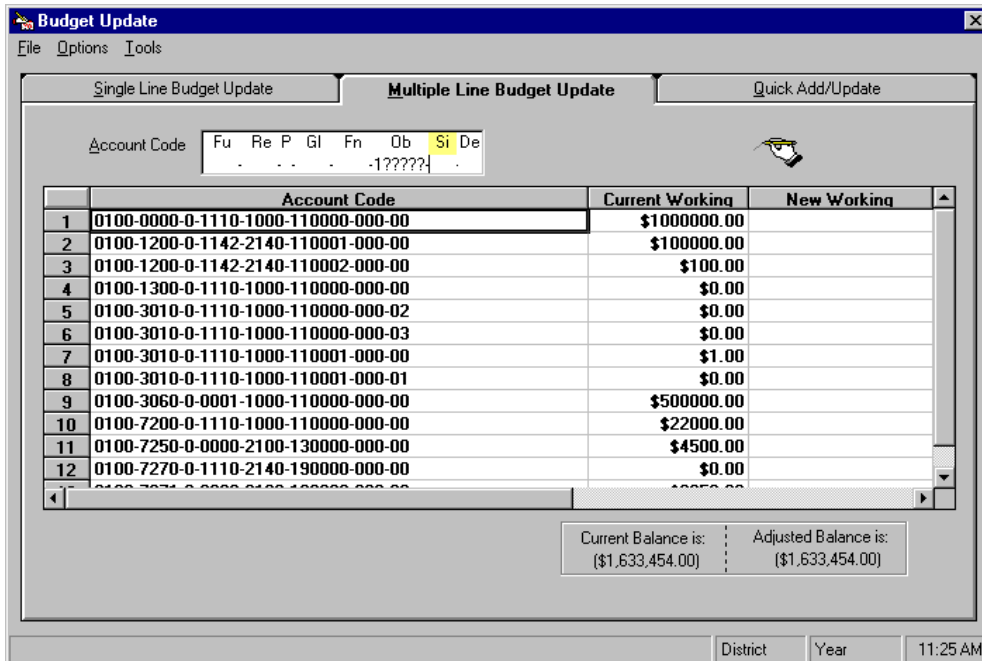 Budget Update
File Options Tools
Single Line Budget Update Multiple Line Budget Update Quick Add/Update
Account Code Fu Re P Gl Fn Ob Si De
- - - - -1?????- -
Account Code Current Working New Working
1 0100-0000-0-1110-1000-110000-000-00 $1000000.00
2 0100-1200-0-1142-2140-110001-000-00 $100000.00
3 0100-1200-0-1142-2140-110002-000-00 $100.00
4 0100-1300-0-1110-1000-110000-000-00 $0.00
5 0100-3010-0-1110-1000-110000-000-02 $0.00
6 0100-3010-0-1110-1000-110000-000-03 $0.00
7 0100-3010-0-1110-1000-110001-000-00 $1.00
8 0100-3010-0-1110-1000-110001-000-01 $0.00
9 0100-3060-0-0001-1000-110000-000-00 $500000.00
10 0100-7200-0-1110-1000-110000-000-00 $22000.00
11 0100-7250-0-0000-2100-130000-000-00 $4500.00
12 0100-7270-0-1110-2140-190000-000-00 $0.00
Current Balance is: Adjusted Balance is:
($1,633,454.00) ($1,633,454.00)
District Year 11:25 AM